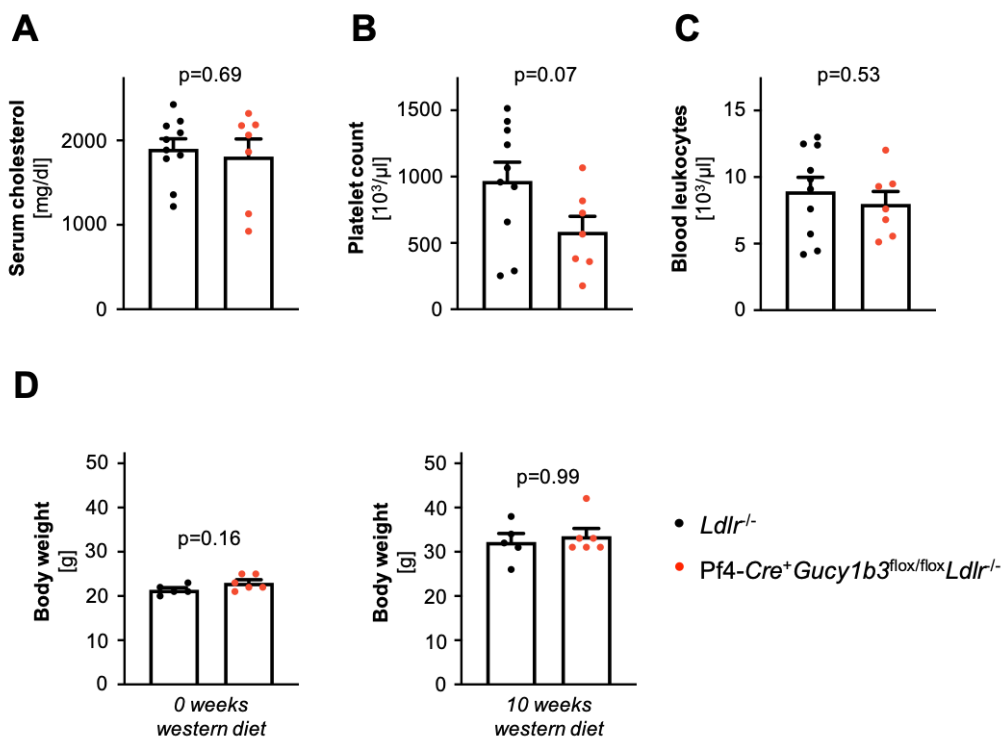 A
p=0.69
Serum cholesterol
[mg/dl]
2000
1000
0
B
p=0.07
Platelet count
[10³/µl]
1500
1000
500
0
C
p=0.53
Blood leukocytes
[10³/µl]
15
10
5
0
D
p=0.16
Body weight
[g]
50
40
30
20
10
0
0 weeks
western diet
p=0.99
Body weight
[g]
50
40
30
20
10
0
10 weeks
western diet
Ldlr⁻/⁻
Pf4-Cre⁺Gucy1b3flox/floxLdlr⁻/⁻